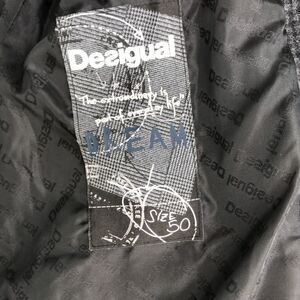 Desigual
The extraordinary is
part of everyday life
DREAM
SIZE
50